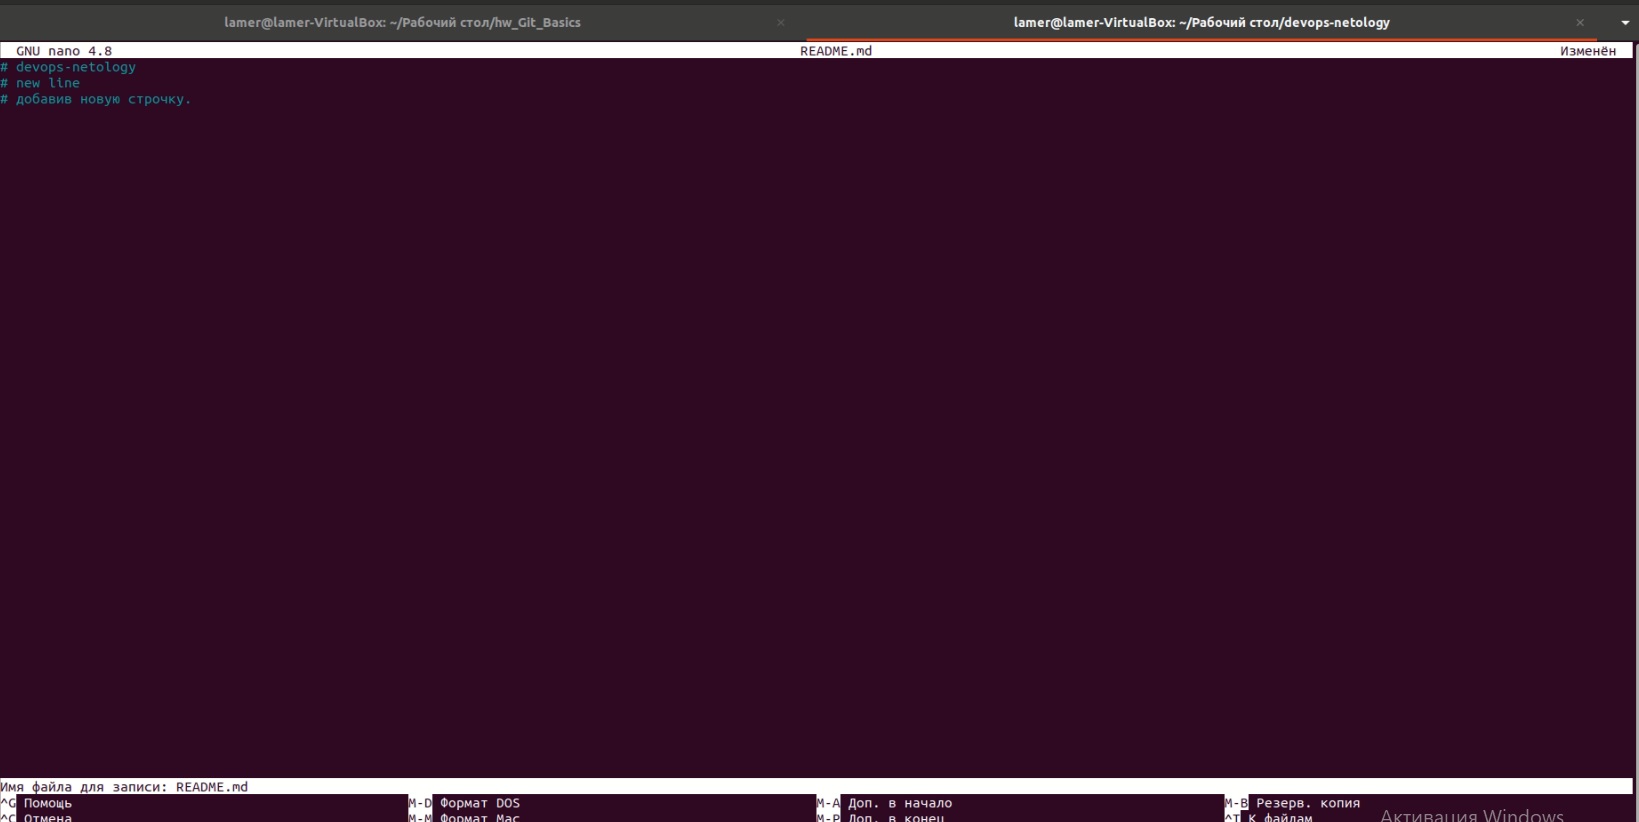 lamer@lamer-VirtualBox: ~/Рабочий стол/hw_Git_Basics × lamer@lamer-VirtualBox: ~/Рабочий стол/devops-netology ×
GNU nano 4.8 README.md Изменён
# devops-netology
# new line
# добавив новую строчку.
Имя файла для записи: README.md
^G Помощь M-D Формат DOS M-A Доп. в начало M-B Резерв. копия
^C Отмена M-M Формат Mac M-P Доп. в конец ^T К файлам
Активация Windows